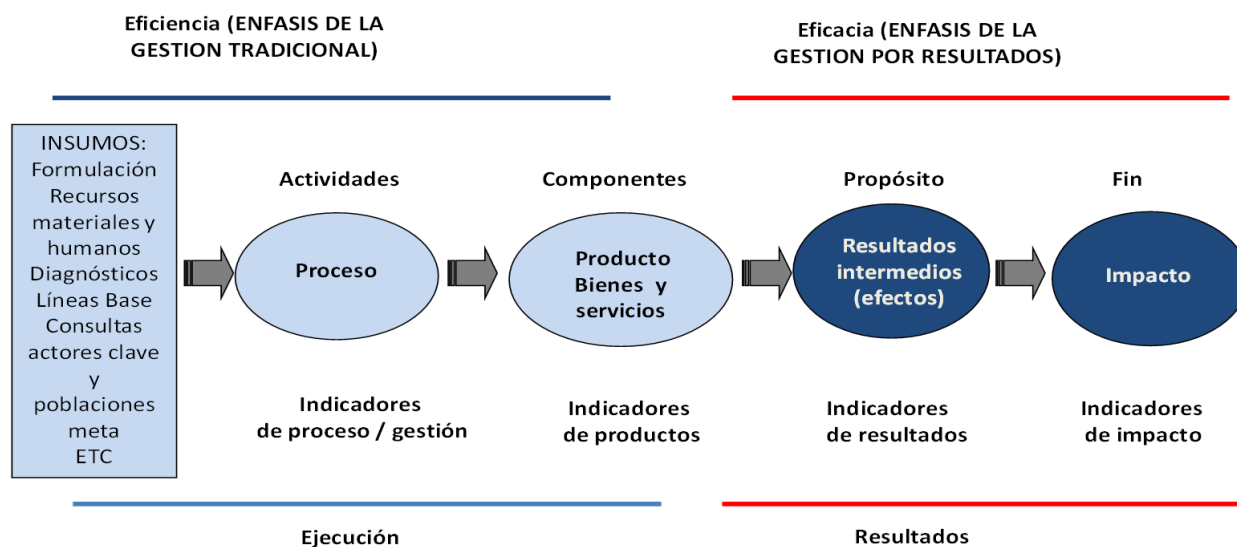 Eficiencia (ENFASIS DE LA
GESTION TRADICIONAL)
Eficacia (ENFASIS DE LA
GESTION POR RESULTADOS)
INSUMOS:
Formulación
Recursos
materiales y
humanos
Diagnósticos
Líneas Base
Consultas
actores clave
y
poblaciones
meta
ETC
Actividades
Componentes
Propósito
Fin
Proceso
Producto
Bienes y
servicios
Resultados
intermedios
(efectos)
Impacto
Indicadores
de proceso / gestión
Indicadores
de productos
Indicadores
de resultados
Indicadores
de impacto
Ejecución
Resultados